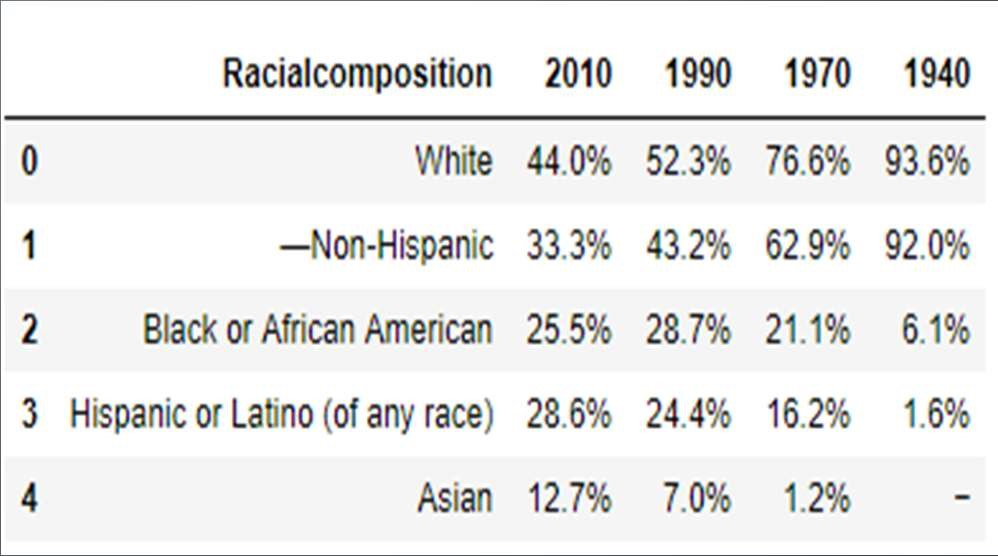 Racialcomposition 2010 1990 1970 1940
0 White 44.0% 52.3% 76.6% 93.6%
1 —Non-Hispanic 33.3% 43.2% 62.9% 92.0%
2 Black or African American 25.5% 28.7% 21.1% 6.1%
3 Hispanic or Latino (of any race) 28.6% 24.4% 16.2% 1.6%
4 Asian 12.7% 7.0% 1.2% −